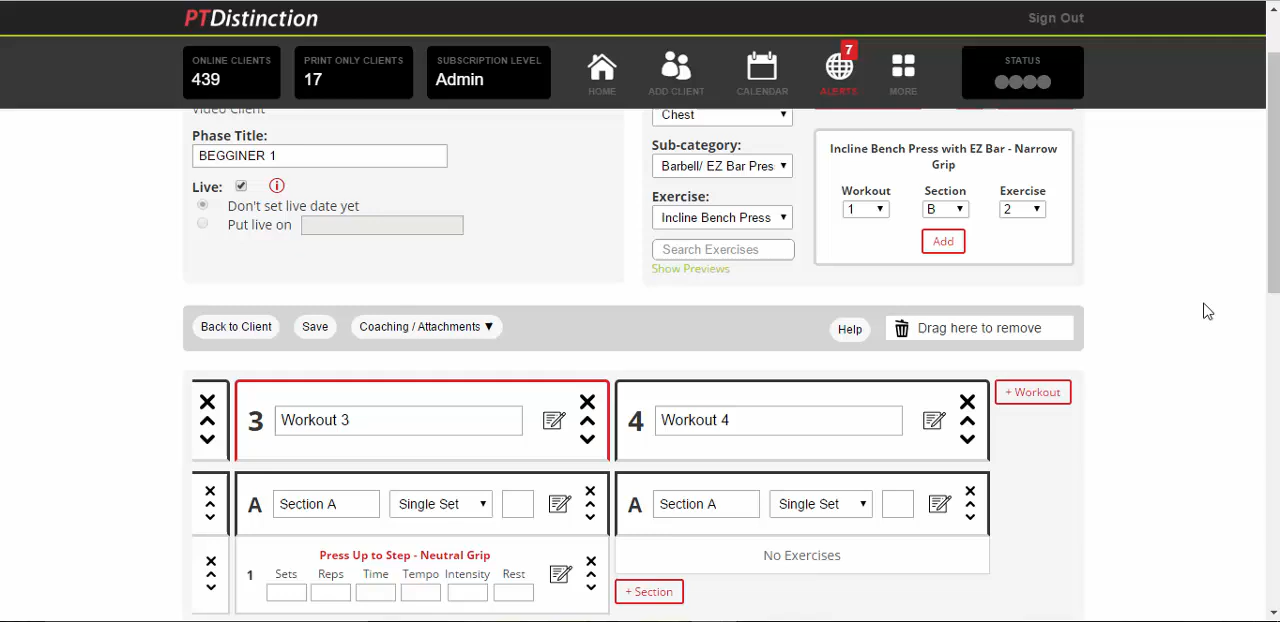 PTDistinction
Sign Out
ONLINE CLIENTS
439
PRINT ONLY CLIENTS
17
SUBSCRIPTION LEVEL
Admin
HOME
ADD CLIENT
CALENDAR
7
ALERTS
MORE
STATUS
Video Client
Phase Title:
BEGGINER 1
Live:
Don't set live date yet
Put live on
Chest
Sub-category:
Barbell/ EZ Bar Pres
Exercise:
Incline Bench Press
Search Exercises
Show Previews
Incline Bench Press with EZ Bar - Narrow
Grip
Workout Section Exercise
1 B 2
Add
Back to Client
Save
Coaching / Attachments ▼
Help
Drag here to remove
3 Workout 3
4 Workout 4
+ Workout
A Section A Single Set
A Section A Single Set
Press Up to Step - Neutral Grip
1 Sets Reps Time Tempo Intensity Rest
No Exercises
+ Section